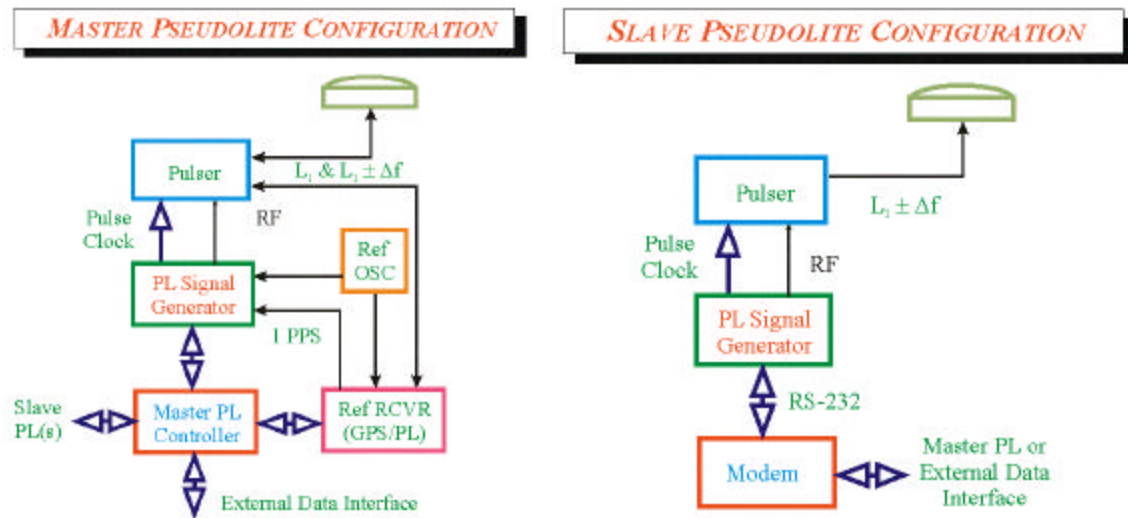 MASTER PSEUDOLITE CONFIGURATION
Pulser
L₁ & L₁ ± Δf
Pulse
Clock
RF
Ref
OSC
PL Signal
Generator
1 PPS
Slave
PL(s)
Master PL
Controller
Ref RCVR
(GPS/PL)
External Data Interface
SLAVE PSEUDOLITE CONFIGURATION
Pulser
L₁ ± Δf
Pulse
Clock
RF
PL Signal
Generator
RS-232
Modem
Master PL or
External Data
Interface